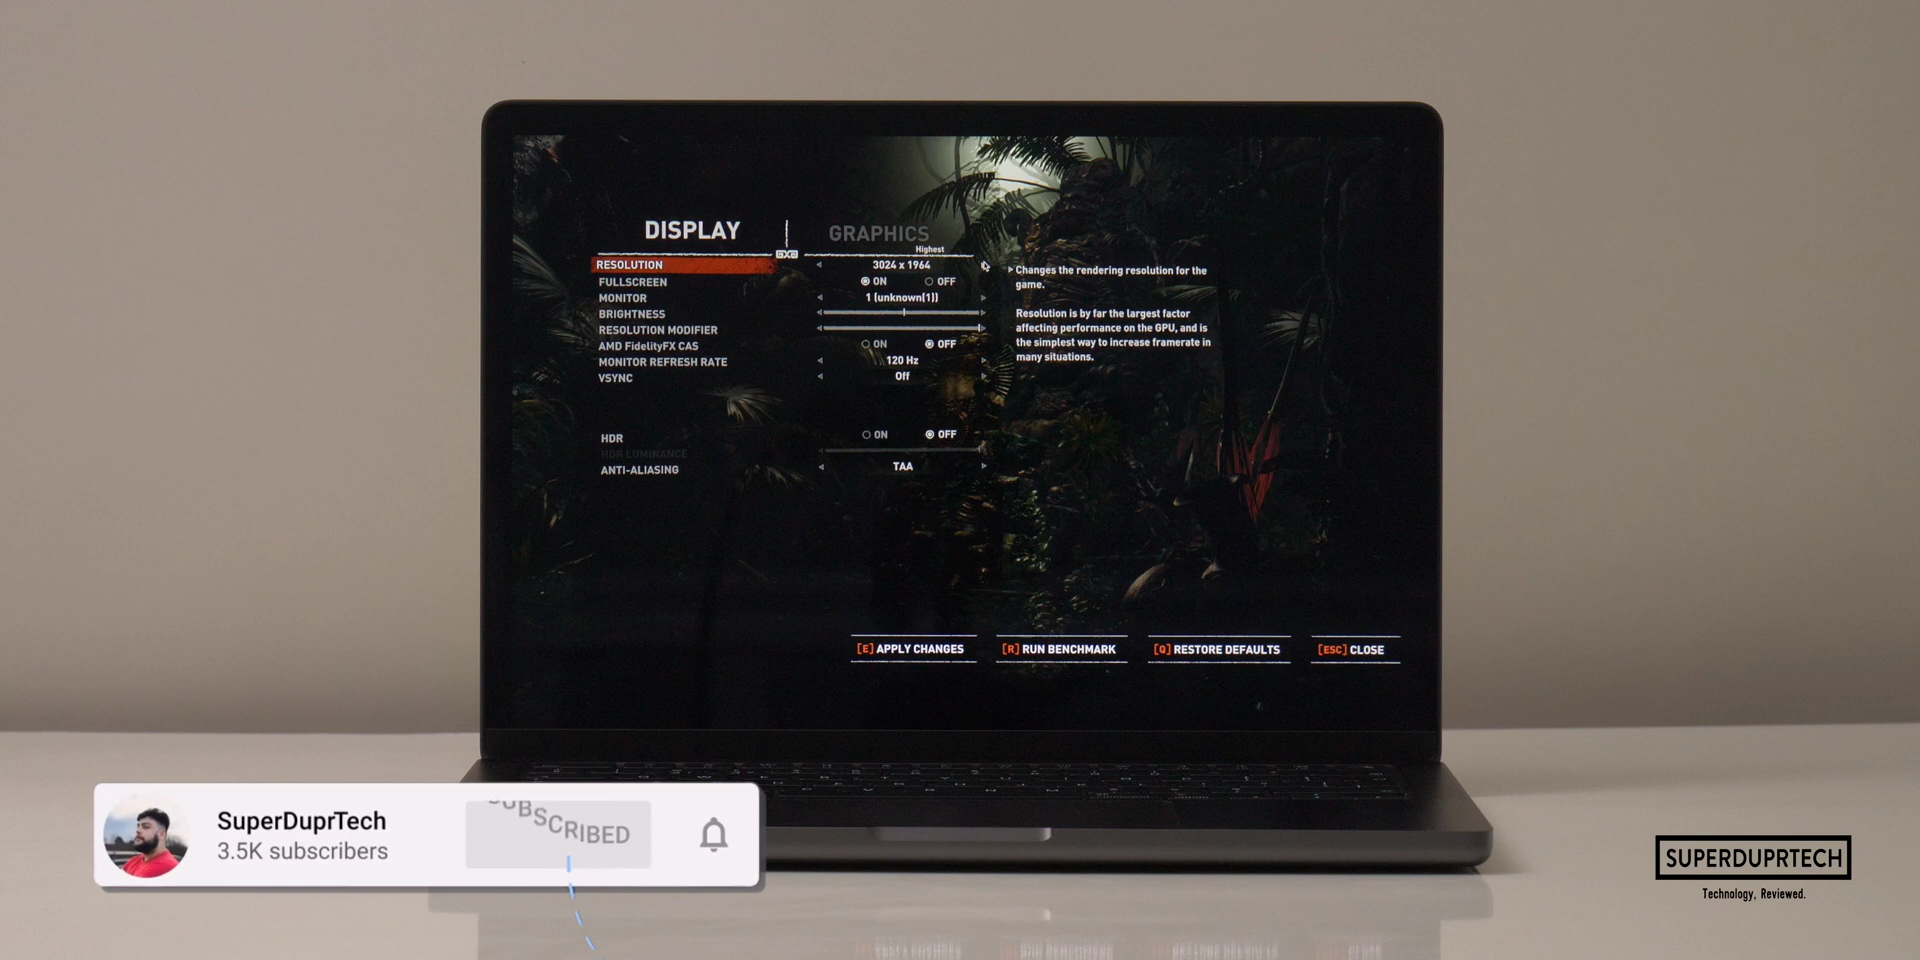 DISPLAY
GRAPHICS
Highest
RESOLUTION
3024 x 1964
FULLSCREEN
ON
OFF
MONITOR
1 (unknown(1))
BRIGHTNESS
RESOLUTION MODIFIER
AMD FidelityFX CAS
ON
OFF
MONITOR REFRESH RATE
120 Hz
VSYNC
Off
HDR
ON
OFF
HDR LUMINANCE
ANTI-ALIASING
TAA
Changes the rendering resolution for the
game.
Resolution is by far the largest factor
affecting performance on the GPU, and is
the simplest way to increase framerate in
many situations.
[E] APPLY CHANGES
[R] RUN BENCHMARK
[Q] RESTORE DEFAULTS
[ESC] CLOSE
SuperDuprTech
3.5K subscribers
SUBSCRIBED
SUPERDUPRTECH
Technology, Reviewed.